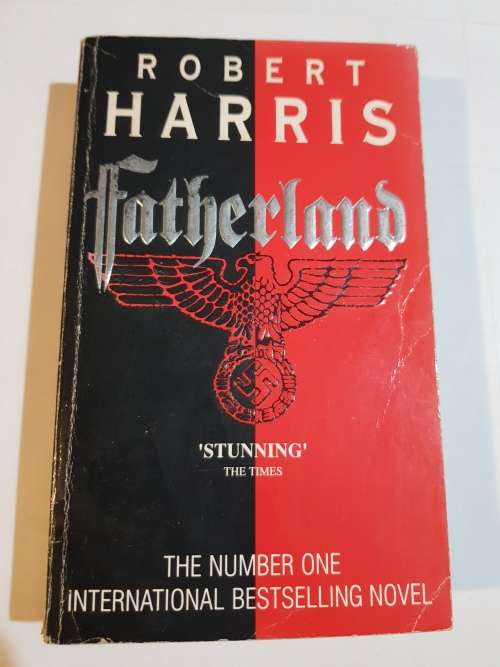 ROBERT
HARRIS
Fatherland
'STUNNING'
THE TIMES
THE NUMBER ONE
INTERNATIONAL BESTSELLING NOVEL